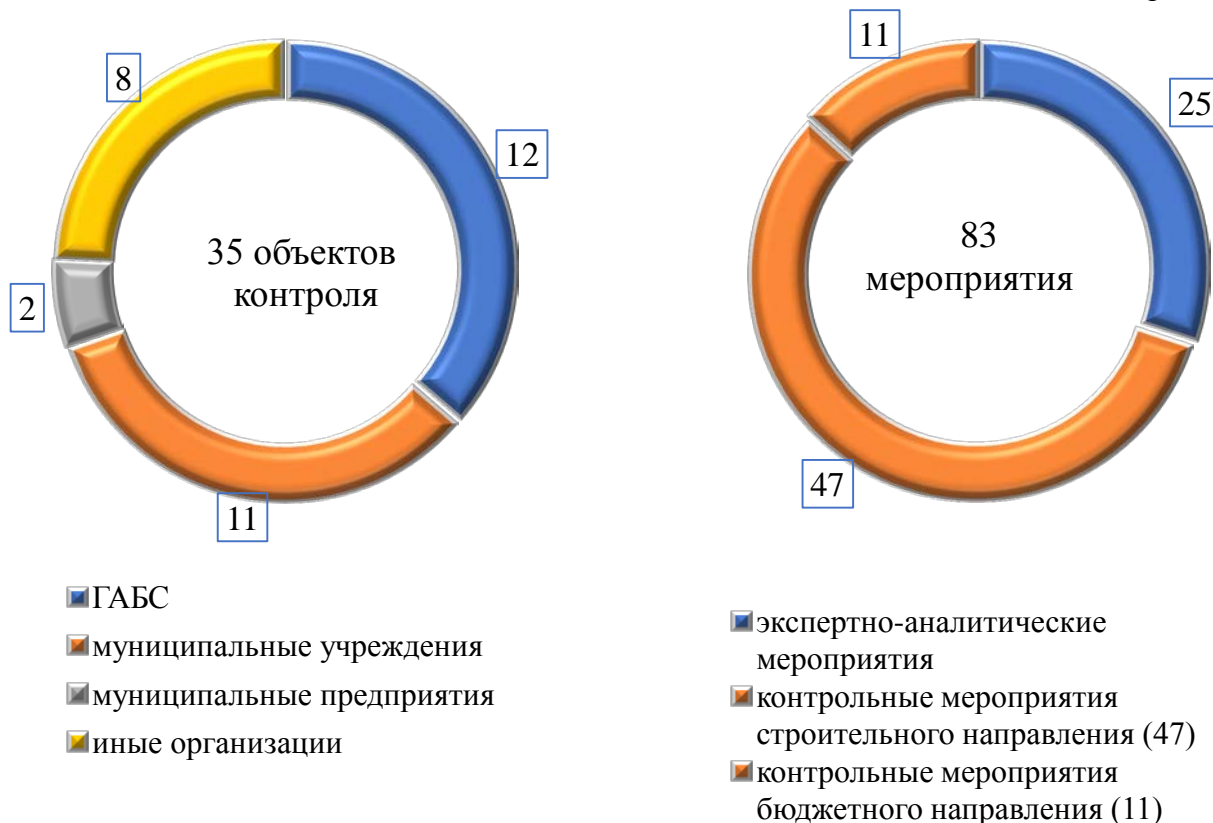 8
12
35 объектов
контроля
2
11
ГАБС
муниципальные учреждения
муниципальные предприятия
иные организации
11
25
83
мероприятия
47
экспертно-аналитические
мероприятия
контрольные мероприятия
строительного направления (47)
контрольные мероприятия
бюджетного направления (11)